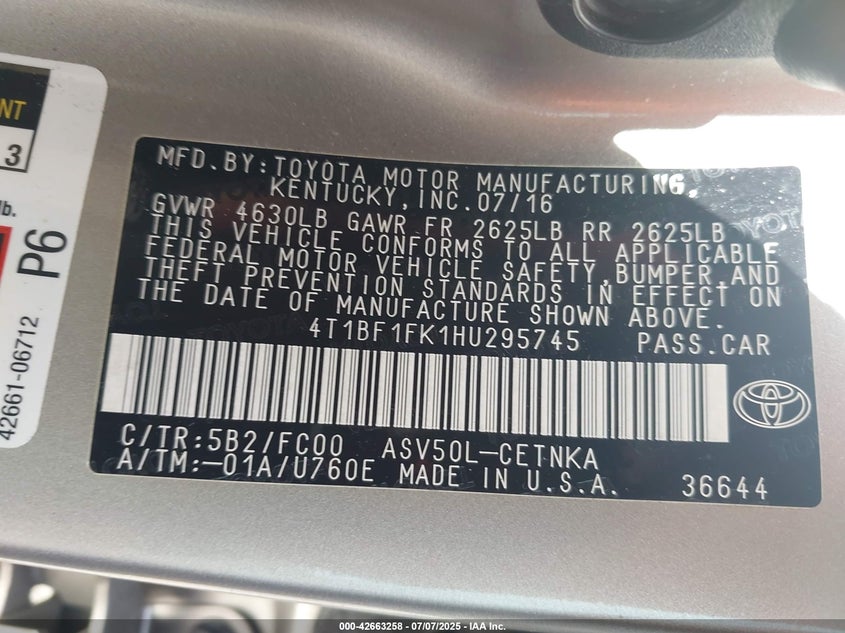 NT
3
lb.
P6
42661-06712
MFD.BY:TOYOTA MOTOR MANUFACTURING,
KENTUCKY,INC.07/16
GVWR 4630LB GAWR FR 2625LB RR 2625LB
THIS VEHICLE CONFORMS TO ALL APPLICABLE
FEDERAL MOTOR VEHICLE SAFETY,BUMPER,AND
THEFT PREVENTION STANDARDS IN EFFECT ON
THE DATE OF MANUFACTURE SHOWN ABOVE.
4T1BF1FK1HU295745 PASS.CAR
C/TR:5B2/FC00 ASV50L-CETNKA
A/TM:-01A/U760E MADE IN U.S.A. 36644
000-42663258 - 07/07/2025 - IAA Inc.